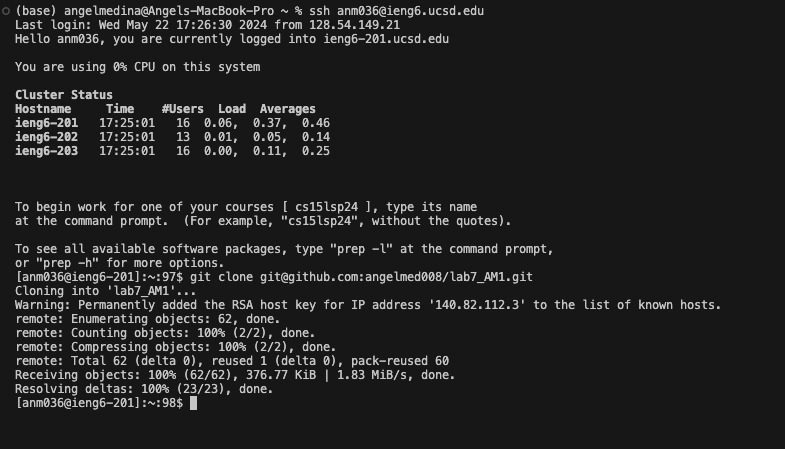 (base) angelmedina@Angels-MacBook-Pro ~ % ssh anm036@ieng6.ucsd.edu
Last login: Wed May 22 17:26:30 2024 from 128.54.149.21
Hello anm036, you are currently logged into ieng6-201.ucsd.edu
You are using 0% CPU on this system
Cluster Status
Hostname     Time    #Users  Load  Averages
ieng6-201   17:25:01   16  0.06,  0.37,  0.46
ieng6-202   17:25:01   13  0.01,  0.05,  0.14
ieng6-203   17:25:01   16  0.00,  0.11,  0.25
To begin work for one of your courses [ cs15lsp24 ], type its name
at the command prompt.  (For example, "cs15lsp24", without the quotes).
To see all available software packages, type "prep -l" at the command prompt,
or "prep -h" for more options.
[anm036@ieng6-201]:~:97$ git clone git@github.com:angelmed008/lab7_AM1.git
Cloning into 'lab7_AM1'...
Warning: Permanently added the RSA host key for IP address '140.82.112.3' to the list of known hosts.
remote: Enumerating objects: 62, done.
remote: Counting objects: 100% (2/2), done.
remote: Compressing objects: 100% (2/2), done.
remote: Total 62 (delta 0), reused 1 (delta 0), pack-reused 60
Receiving objects: 100% (62/62), 376.77 KiB | 1.83 MiB/s, done.
Resolving deltas: 100% (23/23), done.
[anm036@ieng6-201]:~:98$